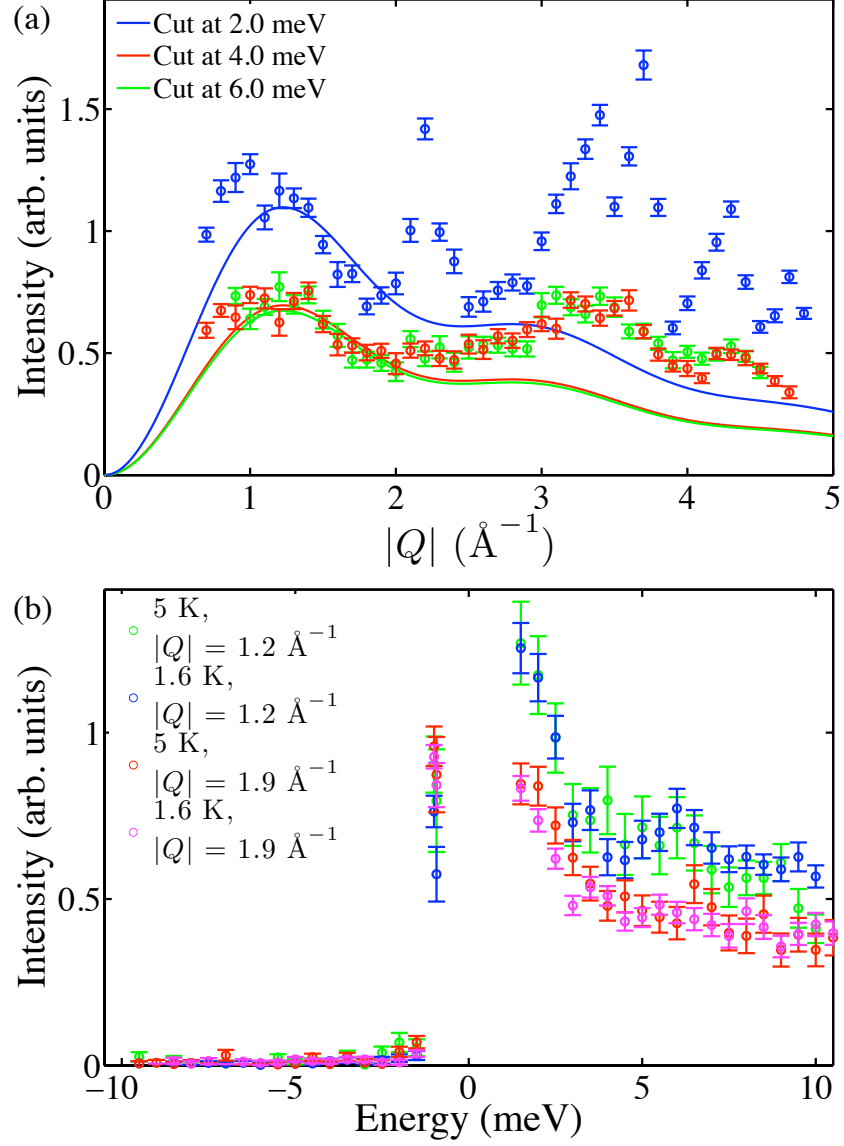 (a)
Cut at 2.0 meV
Cut at 4.0 meV
Cut at 6.0 meV
Intensity (arb. units)
0
0.5
1
1.5
0 1 2 3 4 5
|Q| (Å⁻¹)
(b)
5 K,
|Q| = 1.2 Å⁻¹
1.6 K,
|Q| = 1.2 Å⁻¹
5 K,
|Q| = 1.9 Å⁻¹
1.6 K,
|Q| = 1.9 Å⁻¹
Intensity (arb. units)
1
0.5
0
−10 −5 0 5 10
Energy (meV)